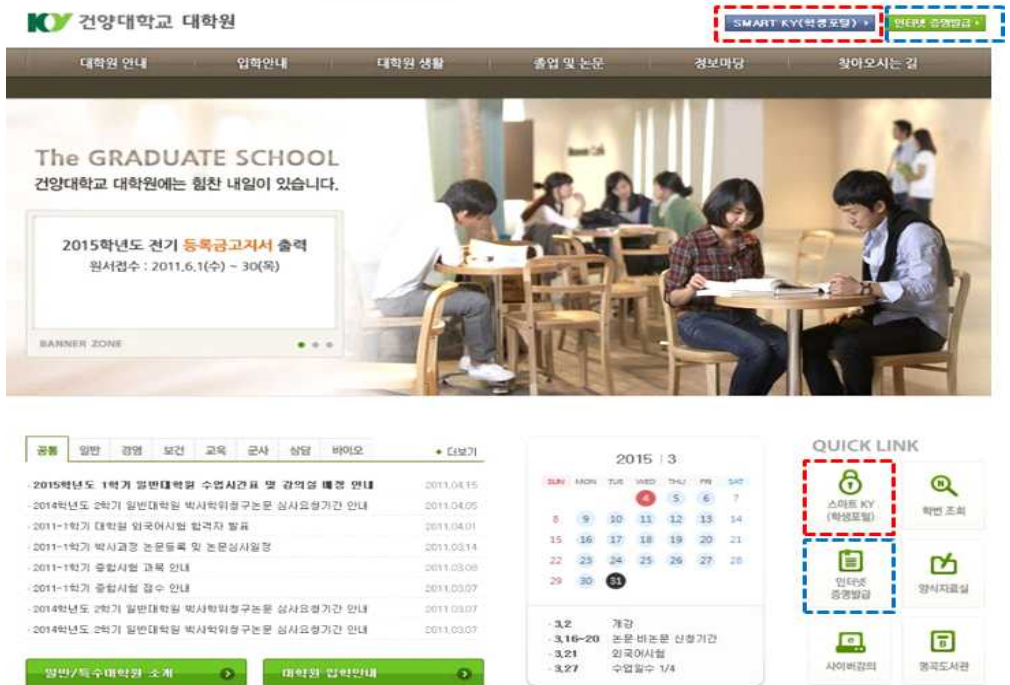 KY 건양대학교 대학원
SMART KY(학생포털)
인터넷 증명발급
대학원 안내 입학안내 대학원 생활 졸업 및 논문 정보마당 찾아오시는 길
The GRADUATE SCHOOL
건양대학교 대학원에는 힘찬 내일이 있습니다.
2015학년도 전기 등록금고지서 출력
원서접수 : 2011.6.1(수) ~ 30(목)
BANNER ZONE
공통 일반 경영 보건 교육 군사 상담 바이오 더보기
2015학년도 1학기 일반대학원 수업시간표 및 강의실 배정 안내 2011.04.15
2014학년도 2학기 일반대학원 박사학위청구논문 심사요청기간 안내 2011.04.05
2011-1학기 대학원 외국어시험 합격자 발표 2011.04.01
2011-1학기 박사과정 논문등록 및 논문심사일정 2011.03.14
2011-1학기 종합시험 과목 안내 2011.03.08
2011-1학기 종합시험 접수 안내 2011.03.07
2014학년도 2학기 일반대학원 박사학위청구논문 심사요청기간 안내 2011.03.07
2014학년도 2학기 일반대학원 박사학위청구논문 심사요청기간 안내 2011.03.07
일반/특수대학원 소개
대학원 입학안내
2015 | 3
SUN MON TUE WED THU FRI SAT
4 5 6 7
8 9 10 11 12 13 14
15 16 17 18 19 20 21
22 23 24 25 26 27 28
29 30 31
3.2 개강
3.16~20 논문·비논문 신청기간
3.21 외국어시험
3.27 수업일수 1/4
QUICK LINK
스마트 KY
(학생포털)
학번 조회
인터넷
증명발급
양식자료실
사이버강의
명곡도서관